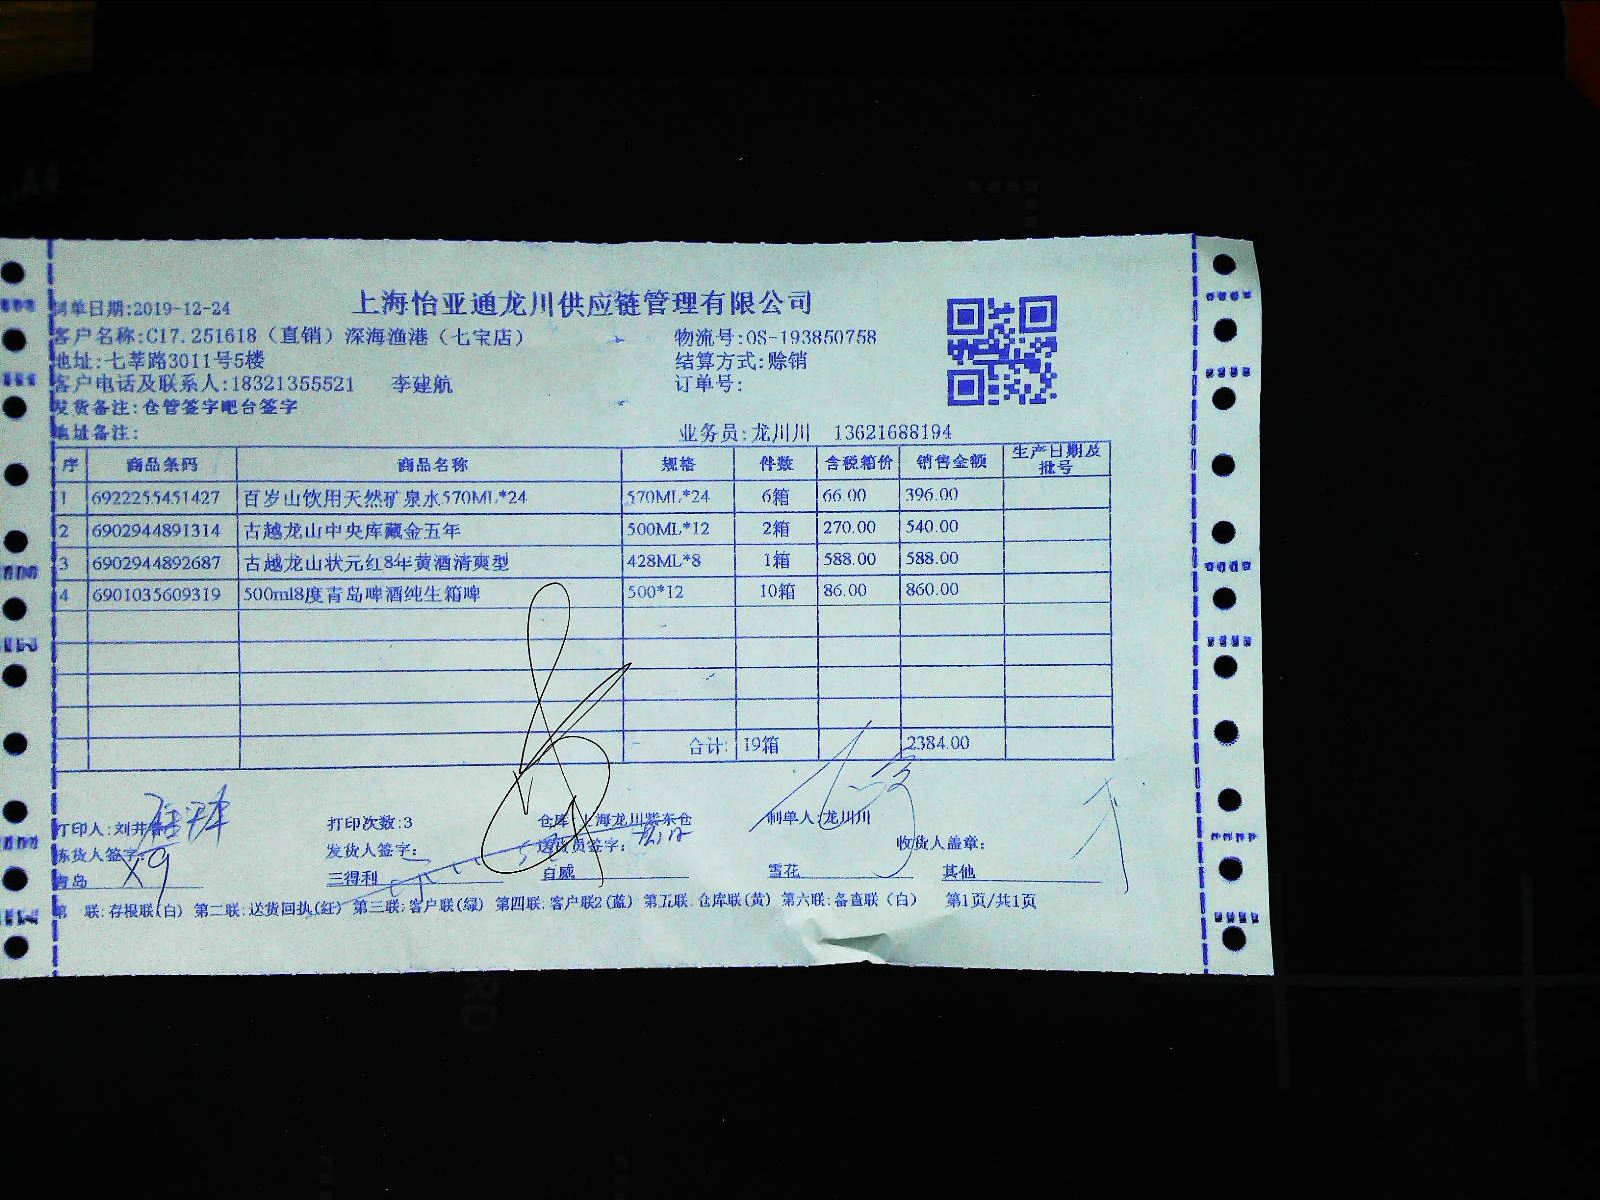 上海怡亚通龙川供应链管理有限公司
制单日期:2019-12-24
客户名称:C17.251618（直销）深海渔港（七宝店） 物流号:OS-193850758
地址:七莘路3011号5楼 结算方式:赊销
客户电话及联系人:18321355521 李建航 订单号:
发货备注:仓管签字吧台签字
地址备注: 业务员:龙川川 13621688194
序 商品条码 商品名称 规格 件数 含税箱价 销售金额 生产日期及批号
1 6922255451427 百岁山饮用天然矿泉水570ML*24 570ML*24 6箱 66.00 396.00
2 6902944891314 古越龙山中央库藏金五年 500ML*12 2箱 270.00 540.00
3 6902944892687 古越龙山状元红8年黄酒清爽型 428ML*8 1箱 588.00 588.00
4 6901035609319 500ml8度青岛啤酒纯生箱啤 500*12 10箱 86.00 860.00
合计: 19箱 2384.00
打印人:刘井 打印次数:3 仓库:上海龙川紫东仓 制单人:龙川川
拣货人签字: 发货人签字: 送货员签字: 收货人盖章:
青岛 三得利 百威 雪花 其他
第 联:存根联(白) 第二联:送货回执(红) 第三联:客户联(绿) 第四联:客户联2(蓝) 第五联:仓库联(黄) 第六联:备查联（白） 第1页/共1页
A4